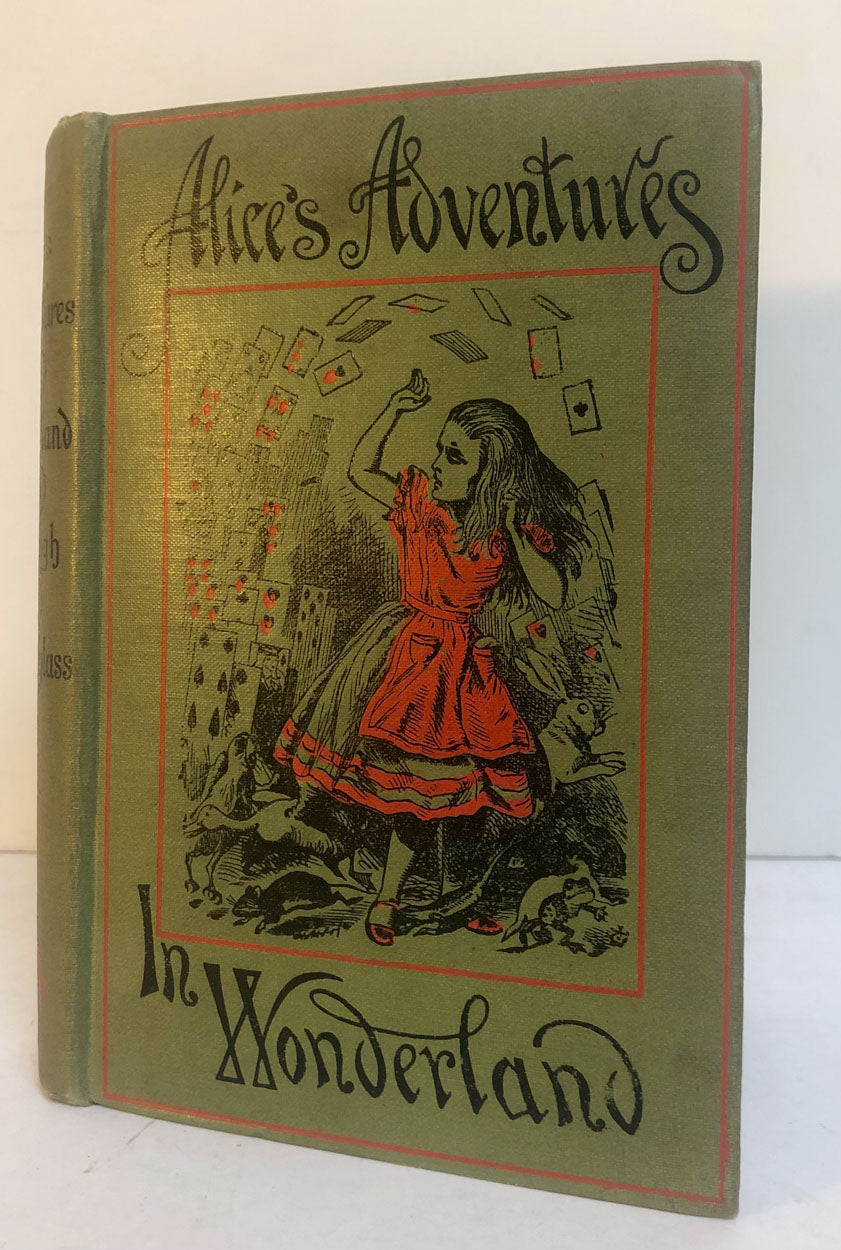 Alice's Adventures
In
Wonderland